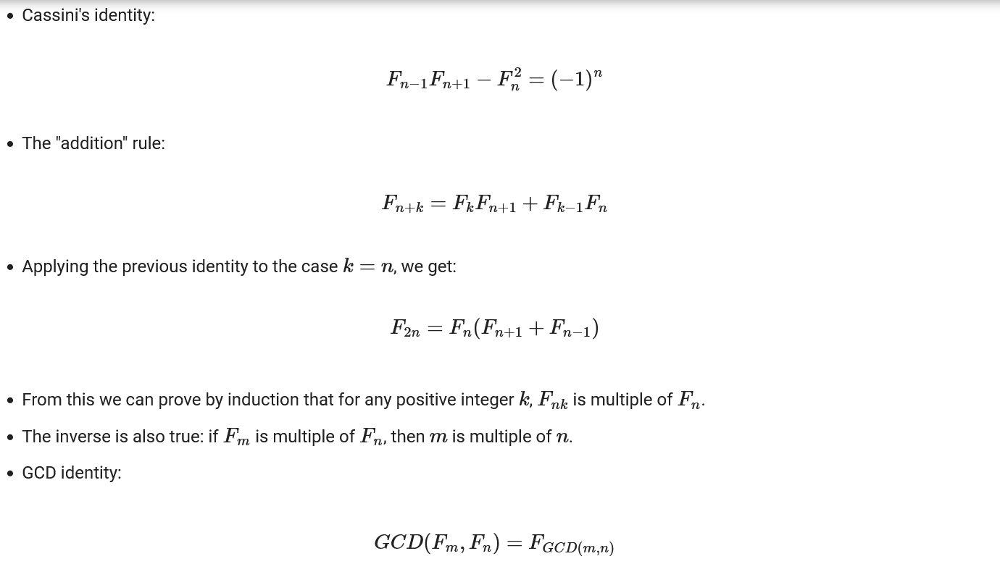 • Cassini's identity:
$F_{n-1}F_{n+1} - F_n^2 = (-1)^n$
• The "addition" rule:
$F_{n+k} = F_kF_{n+1} + F_{k-1}F_n$
• Applying the previous identity to the case $k = n$, we get:
$F_{2n} = F_n(F_{n+1} + F_{n-1})$
• From this we can prove by induction that for any positive integer $k$, $F_{nk}$ is multiple of $F_n$.
• The inverse is also true: if $F_m$ is multiple of $F_n$, then $m$ is multiple of $n$.
• GCD identity:
$GCD(F_m, F_n) = F_{GCD(m,n)}$